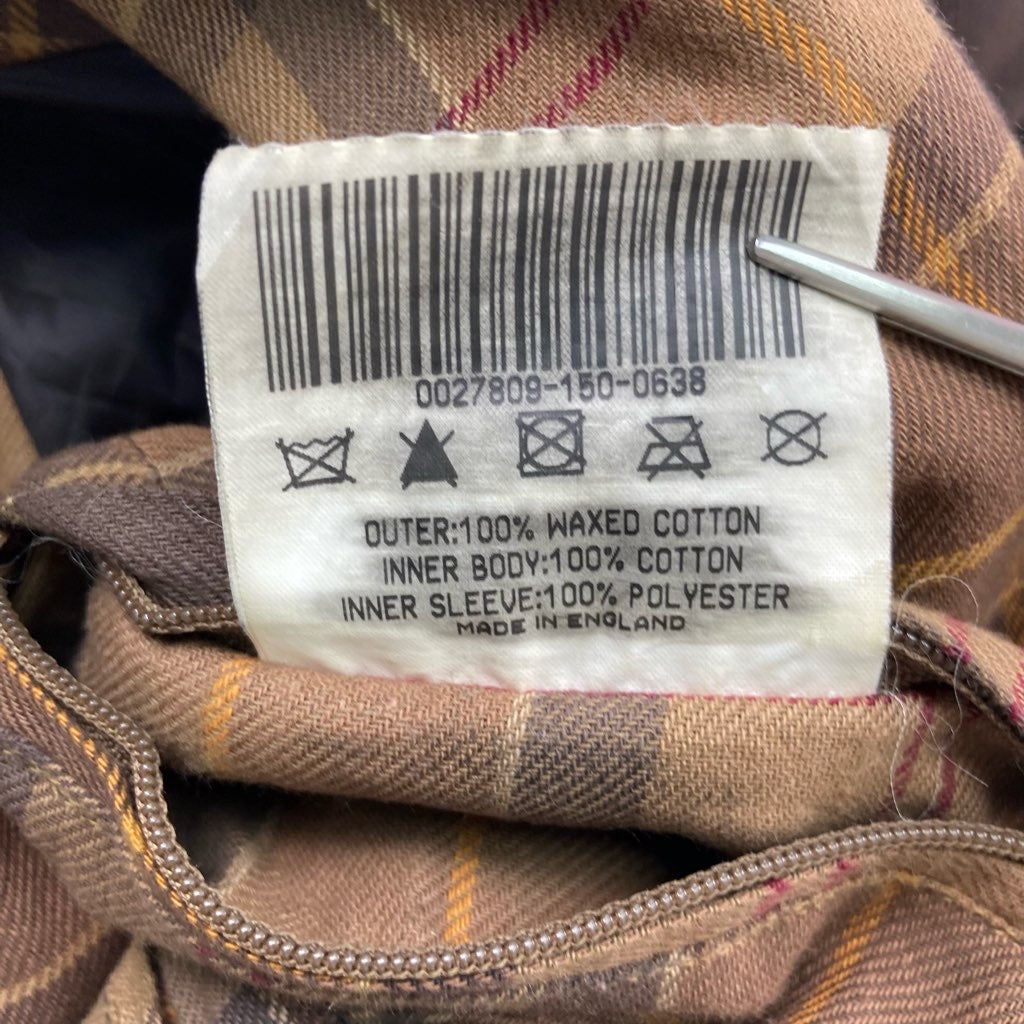 0027809-150-0638
OUTER:100% WAXED COTTON
INNER BODY:100% COTTON
INNER SLEEVE:100% POLYESTER
MADE IN ENGLAND